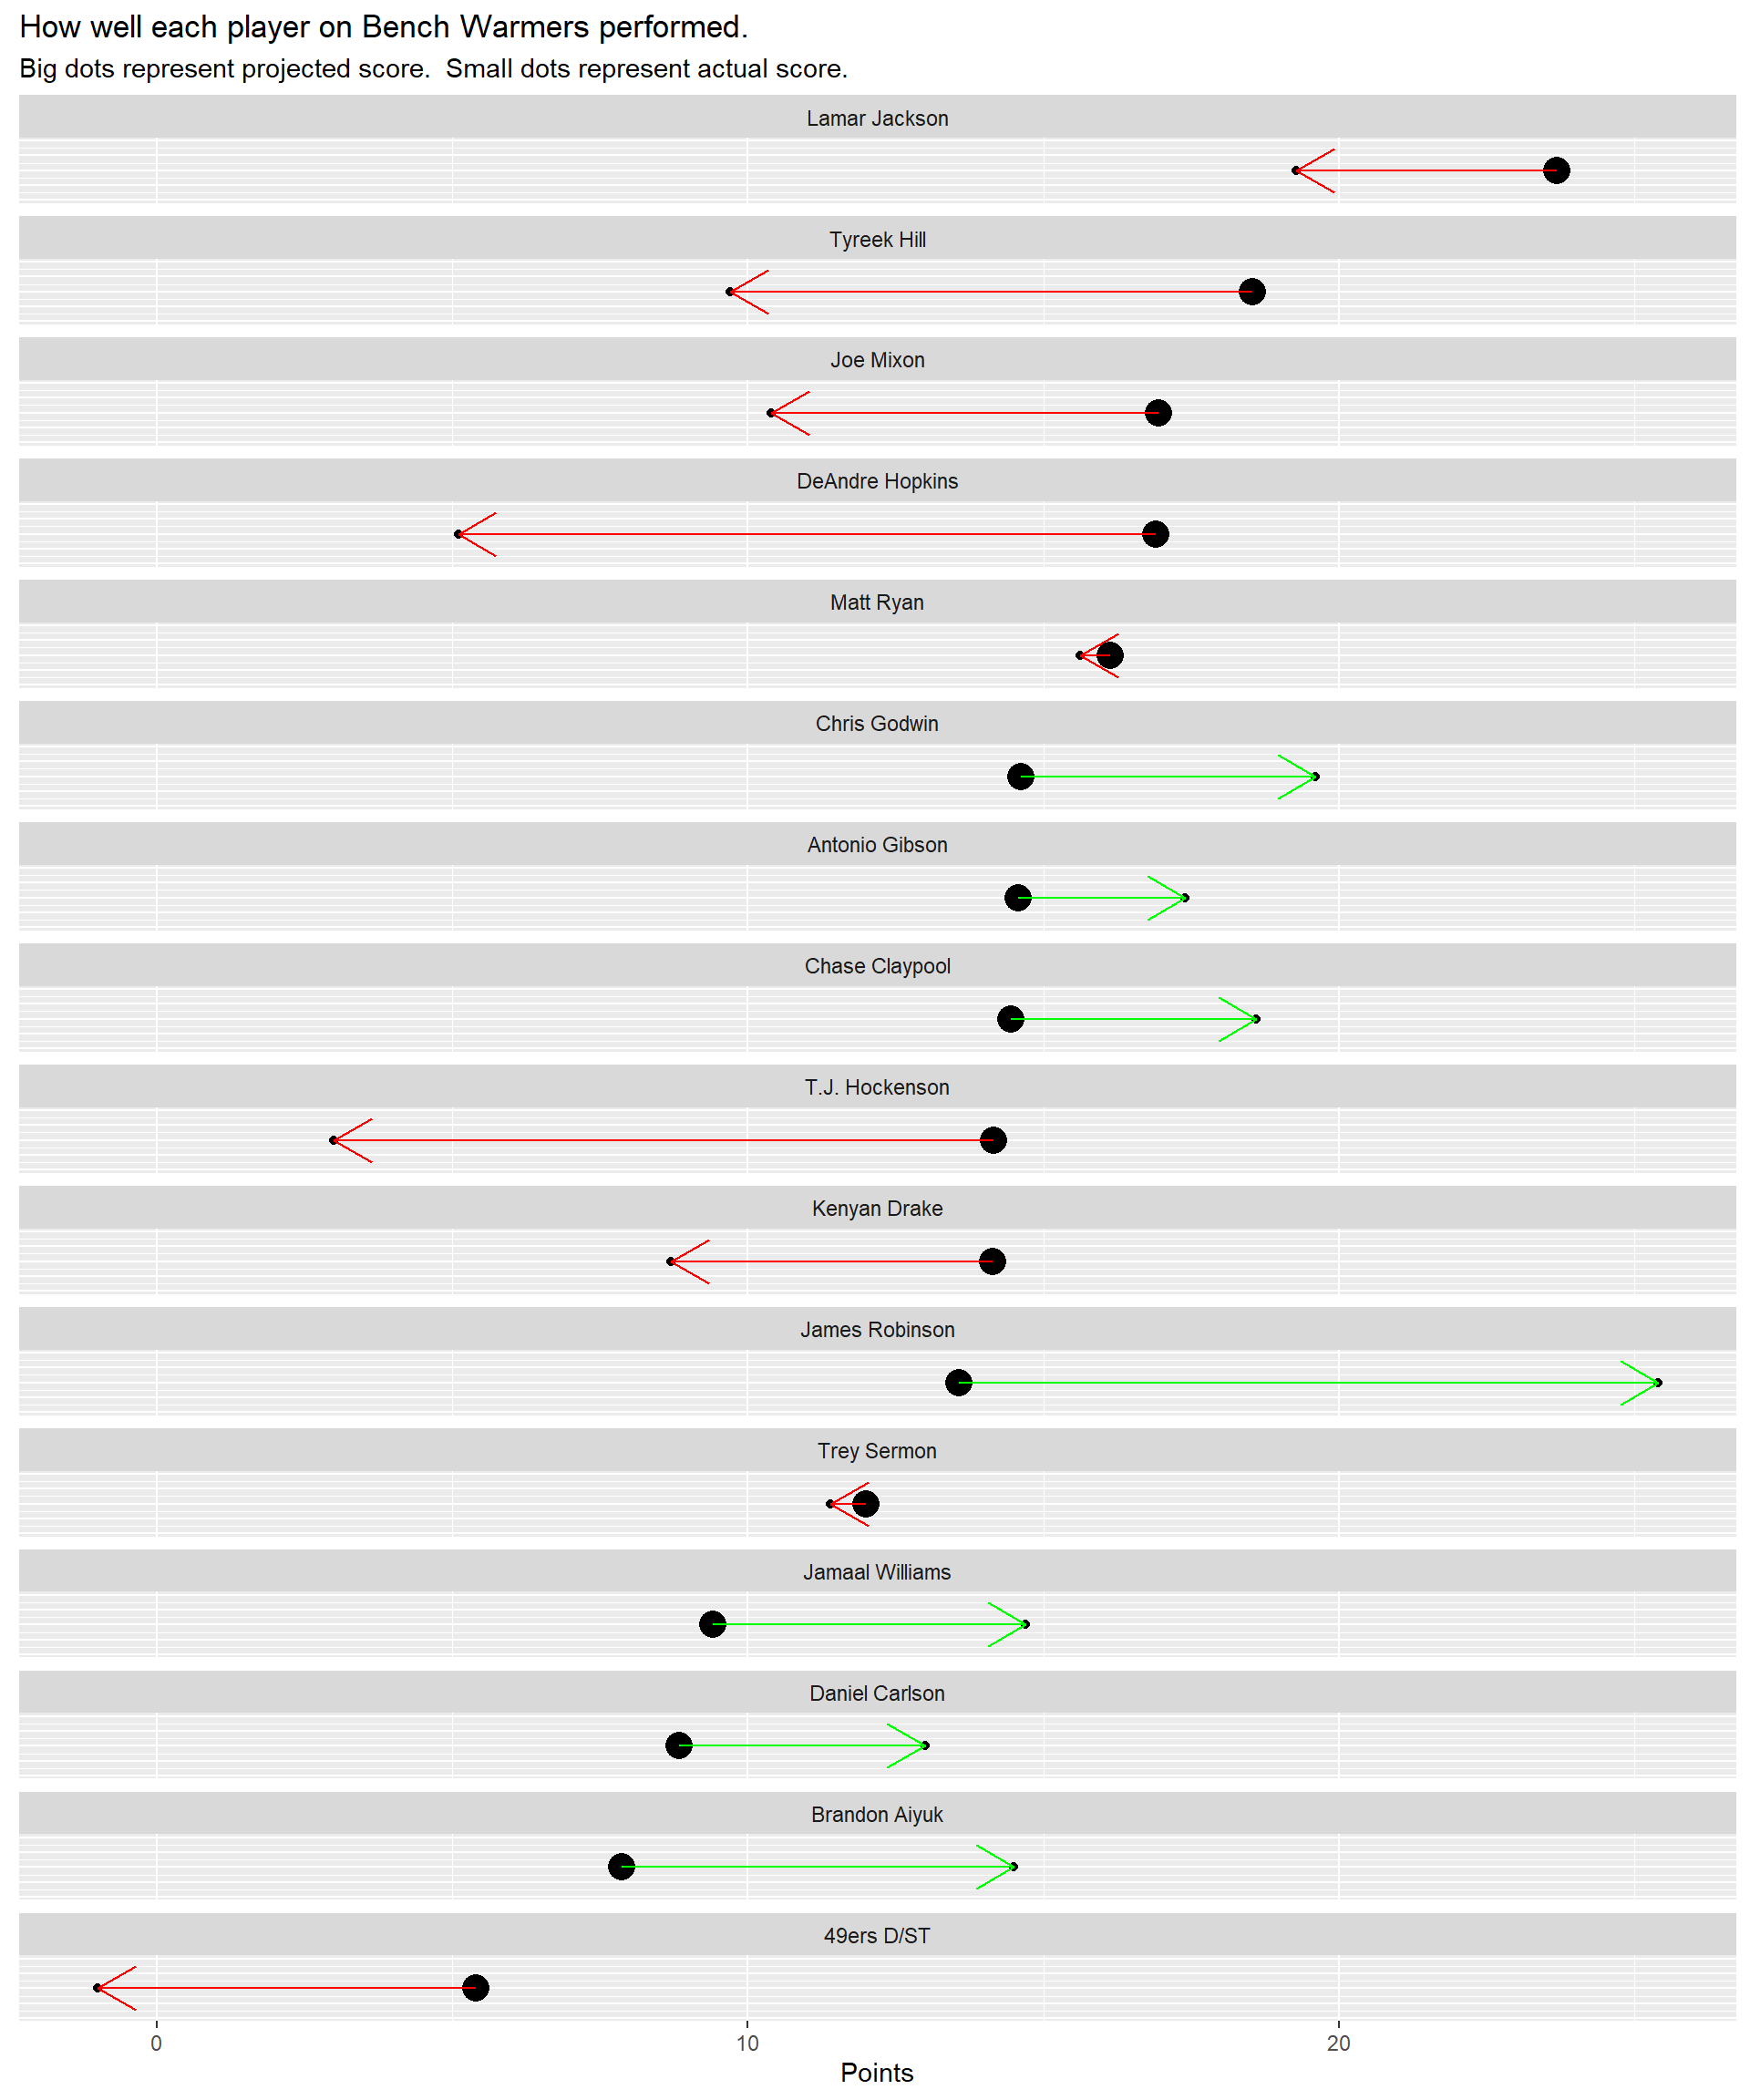 How well each player on Bench Warmers performed.
Big dots represent projected score.  Small dots represent actual score.
Lamar Jackson
Tyreek Hill
Joe Mixon
DeAndre Hopkins
Matt Ryan
Chris Godwin
Antonio Gibson
Chase Claypool
T.J. Hockenson
Kenyan Drake
James Robinson
Trey Sermon
Jamaal Williams
Daniel Carlson
Brandon Aiyuk
49ers D/ST
0 10 20
Points